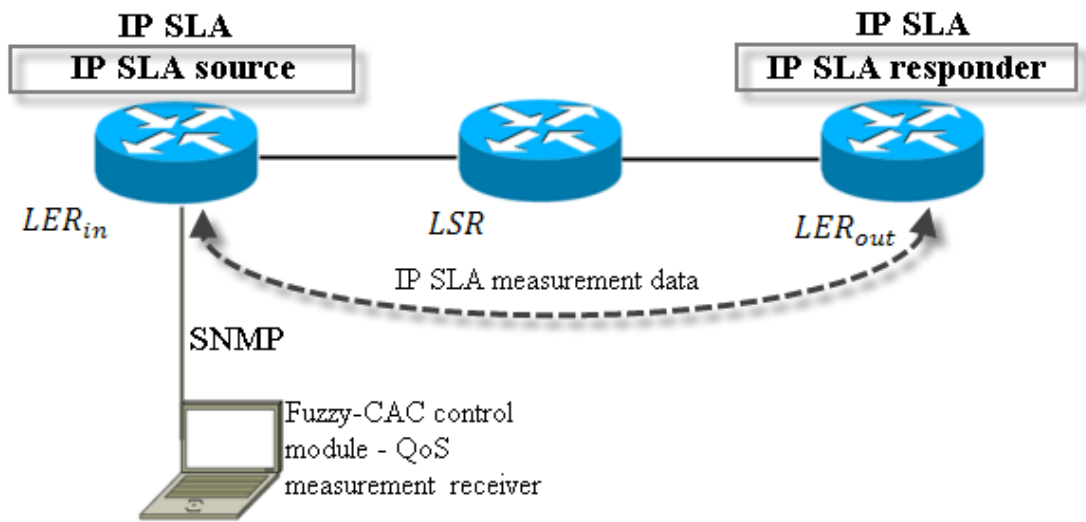 IP SLA
IP SLA source
IP SLA
IP SLA responder
LER_in
LSR
LER_out
IP SLA measurement data
SNMP
Fuzzy-CAC control
module - QoS
measurement receiver